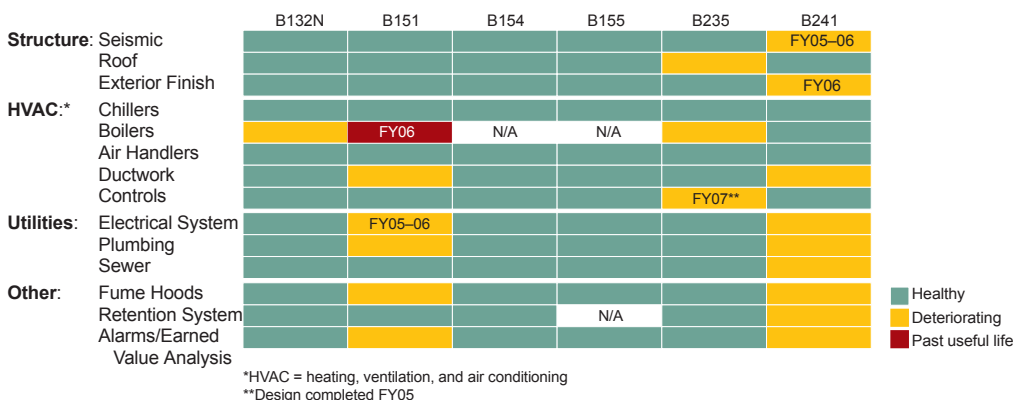 B132N B151 B154 B155 B235 B241
Structure: Seismic FY05–06
Roof
Exterior Finish FY06
HVAC:* Chillers
Boilers FY06 N/A N/A
Air Handlers
Ductwork
Controls FY07**
Utilities: Electrical System FY05–06
Plumbing
Sewer
Other: Fume Hoods
Retention System N/A
Alarms/Earned
Value Analysis
Healthy
Deteriorating
Past useful life
*HVAC = heating, ventilation, and air conditioning
**Design completed FY05